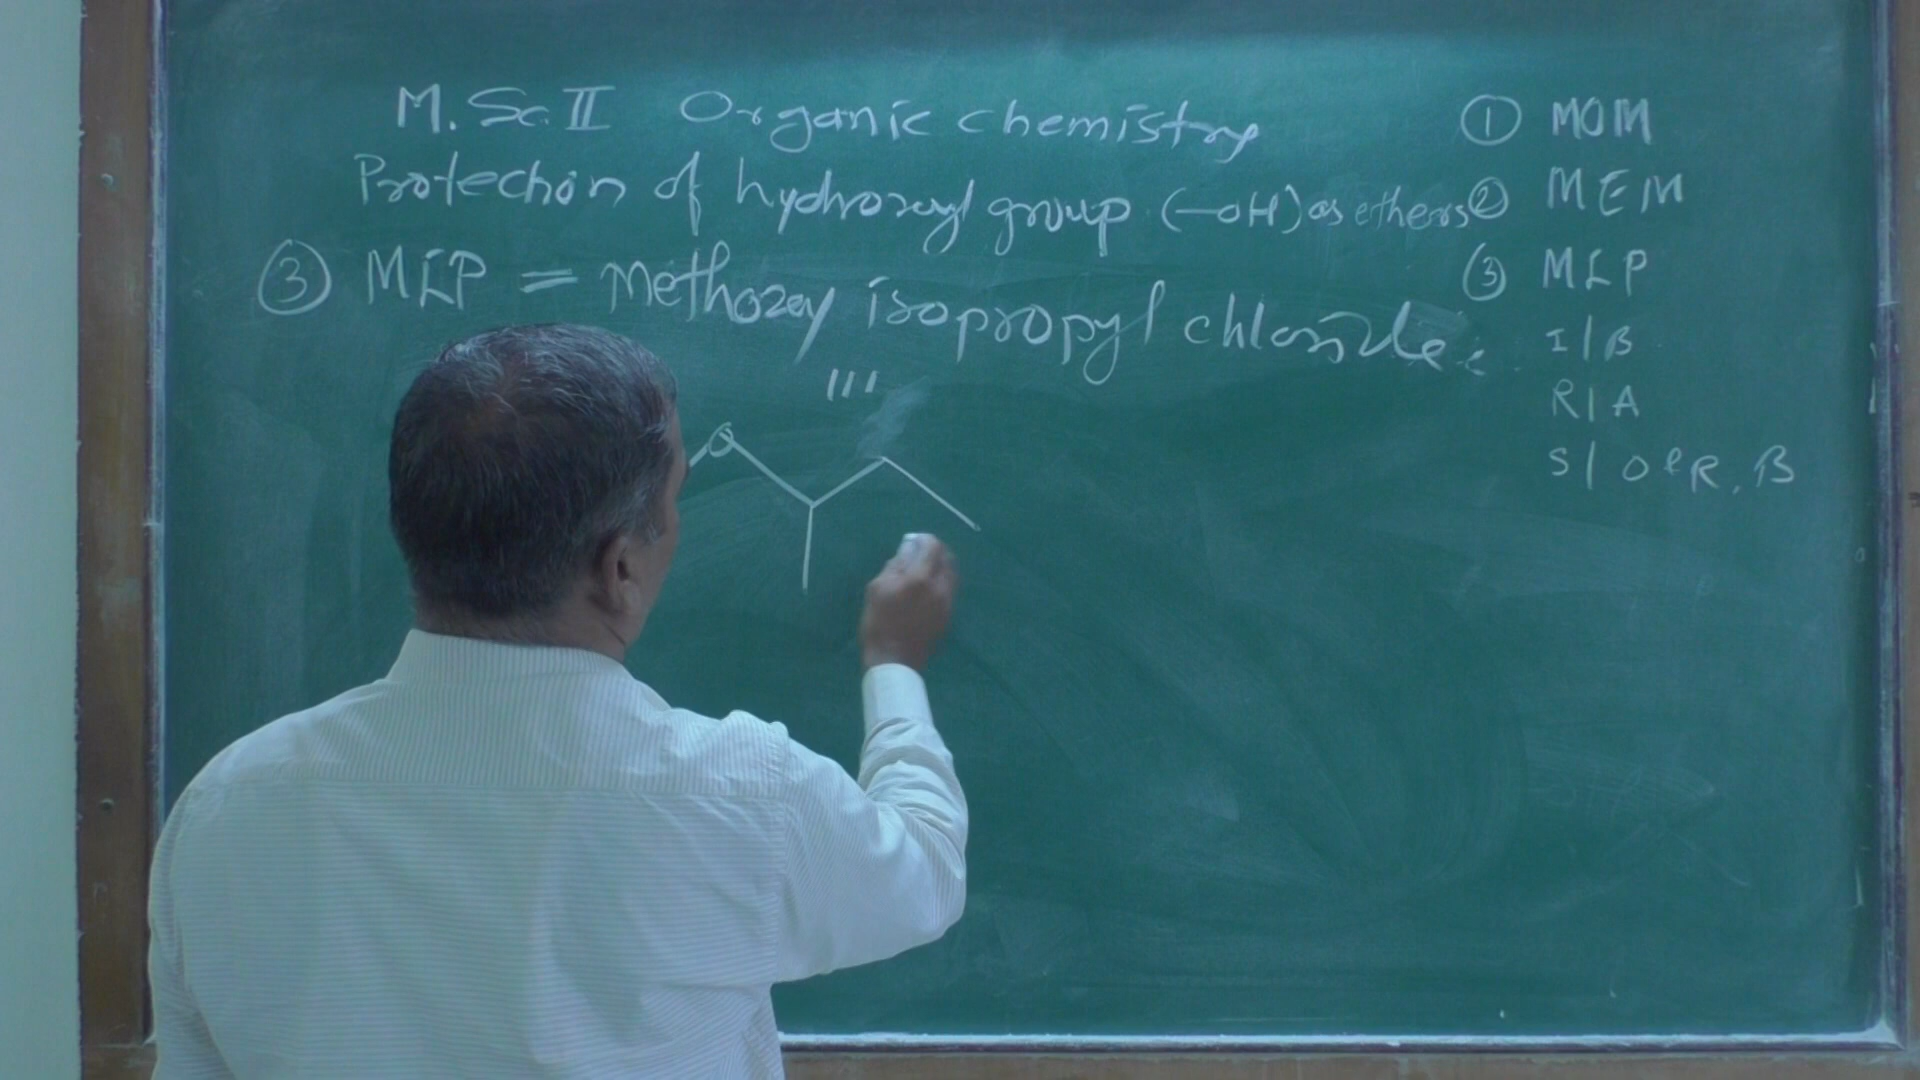 M.Sc. II Organic chemistry
Protection of hydroxyl group (-OH) as ethers
③ MIP = Methoxy isopropyl chloride
O
① MOM
② MEM
③ MIP
I | B
R | A
S | O & R, B